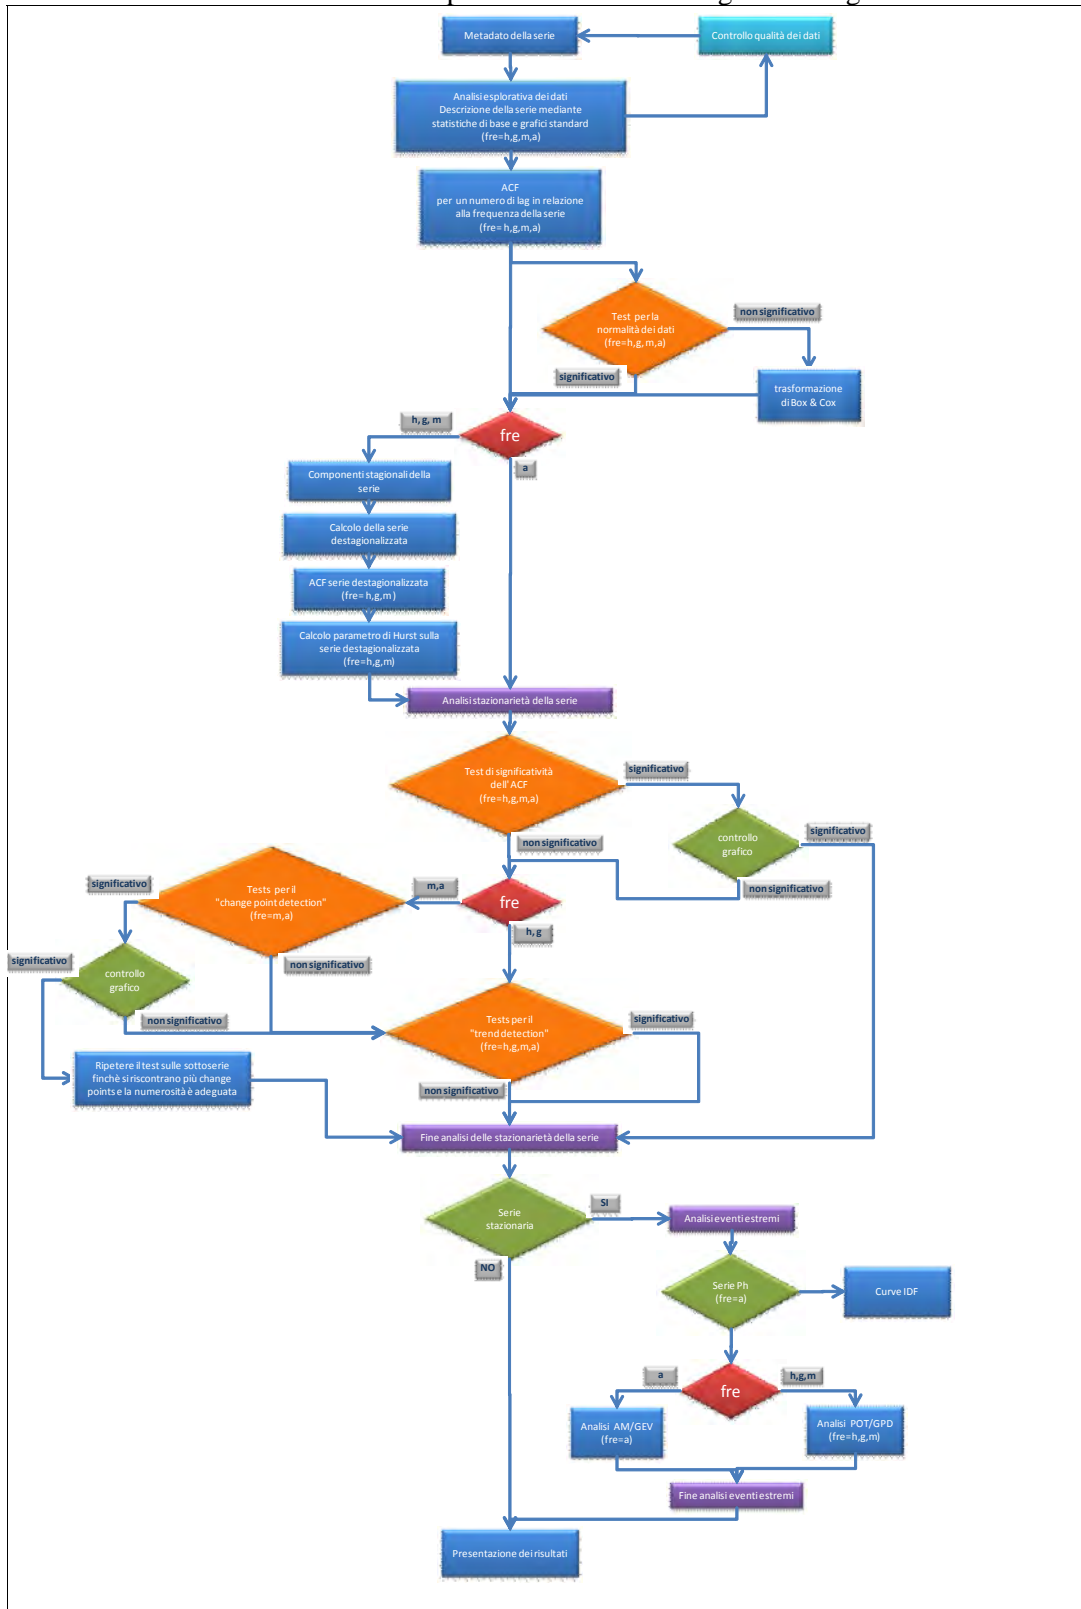 Metadato della serie
Controllo qualità dei dati
Analisi esplorativa dei dati
Descrizione della serie mediante
statistiche di base e grafici standard
(fre=h,g,m,a)
ACF
per un numero di lag in relazione
alla frequenza della serie
(fre= h,g,m,a)
Test per la
normalità dei dati
(fre=h,g, m,a)
non significativo
significativo
trasformazione
di Box & Cox
h, g, m
fre
a
Componenti stagionali della
serie
Calcolo della serie
destagionalizzata
ACF serie destagionalizzata
(fre= h,g,m )
Calcolo parametro di Hurst sulla
serie destagionalizzata
(fre=h,g,m)
Analisi stazionarietà della serie
Test di significatività
dell' ACF
(fre=h,g,m,a)
significativo
non significativo
controllo
grafico
significativo
non significativo
significativo
Tests per il
"change point detection"
(fre=m,a)
m,a
fre
h, g
significativo
controllo
grafico
non significativo
non significativo
Tests per il
"trend detection"
(fre=h,g,m,a)
significativo
non significativo
Ripetere il test sulle sottoserie
finchè si riscontrano più change
points e la numerosità è adeguata
Fine analisi delle stazionarietà della serie
Serie
stazionaria
SI
NO
Analisi eventi estremi
Serie Ph
(fre=a)
Curve IDF
a
fre
h,g,m
Analisi AM/GEV
(fre=a)
Analisi POT/GPD
(fre=h,g,m)
Fine analisi eventi estremi
Presentazione dei risultati